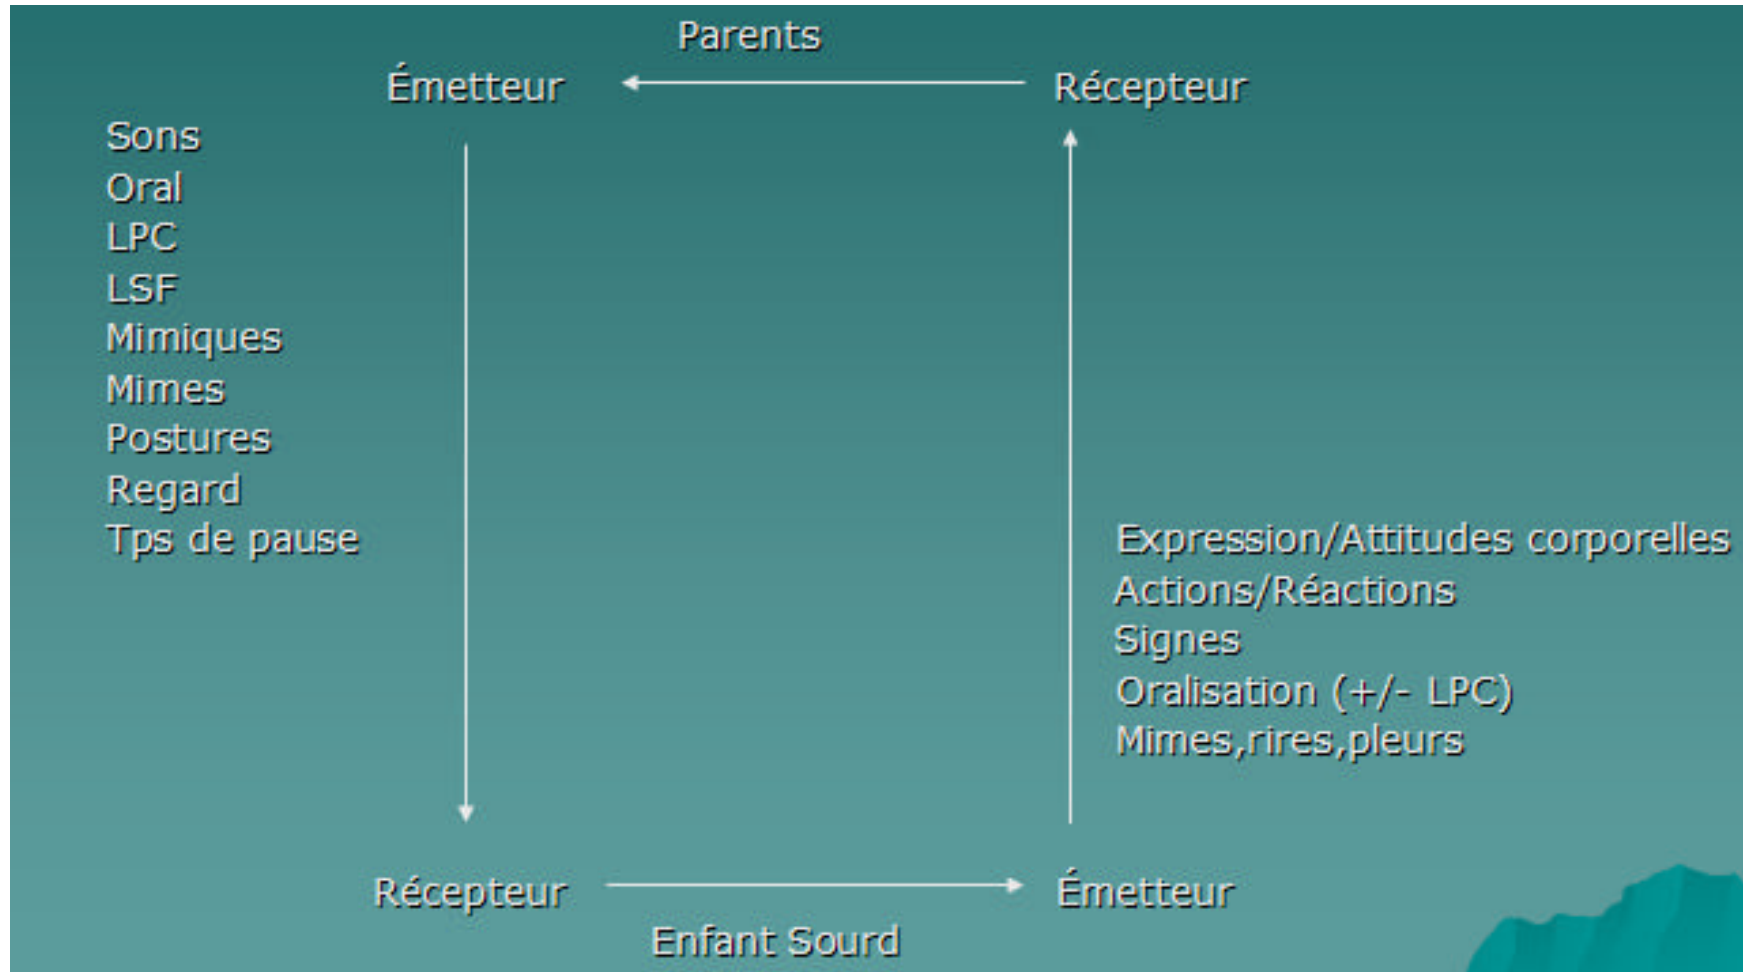 Parents
Émetteur
Récepteur
Sons
Oral
LPC
LSF
Mimiques
Mimes
Postures
Regard
Tps de pause
Expression/Attitudes corporelles
Actions/Réactions
Signes
Oralisation (+/- LPC)
Mimes,rires,pleurs
Récepteur
Émetteur
Enfant Sourd